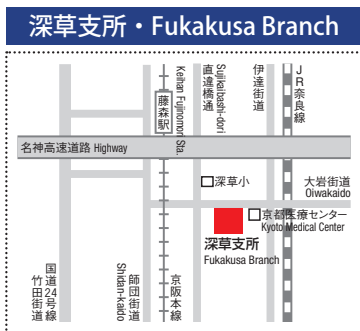 深草支所・Fukakusa Branch
藤森駅
Keihan Fujinomori Sta.
直違橋通
Sujikaibashi-dori
伊達街道
JR奈良線
名神高速道路 Highway
深草小
大岩街道
Oiwakaido
京都医療センター
Kyoto Medical Center
深草支所
Fukakusa Branch
国道24号線
竹田街道
師団街道
Shidan-kaido
京阪本線